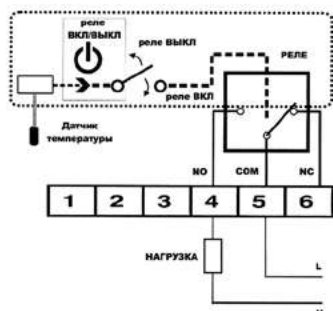 реле
ВКЛ/ВЫКЛ
реле ВЫКЛ
РЕЛЕ
реле ВКЛ
Датчик
температуры
NO COM NC
1 2 3 4 5 6
НАГРУЗКА
L